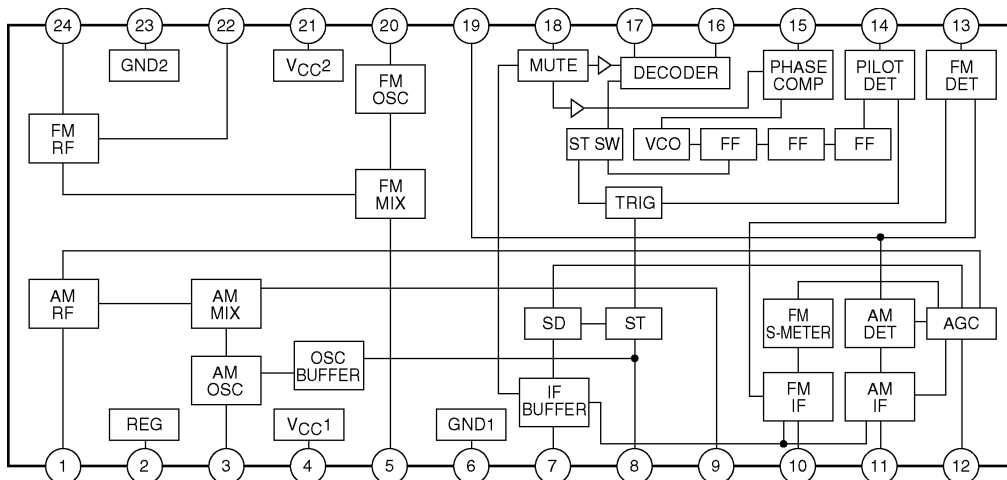 24 23 22 21 20 19 18 17 16 15 14 13
GND2
VCC2
FM
OSC
MUTE
DECODER
PHASE
COMP
PILOT
DET
FM
DET
FM
RF
ST SW
VCO
FF
FF
FF
FM
MIX
TRIG
AM
RF
AM
MIX
SD
ST
FM
S-METER
AM
DET
AGC
AM
OSC
OSC
BUFFER
IF
BUFFER
FM
IF
AM
IF
REG
VCC1
GND1
1 2 3 4 5 6 7 8 9 10 11 12